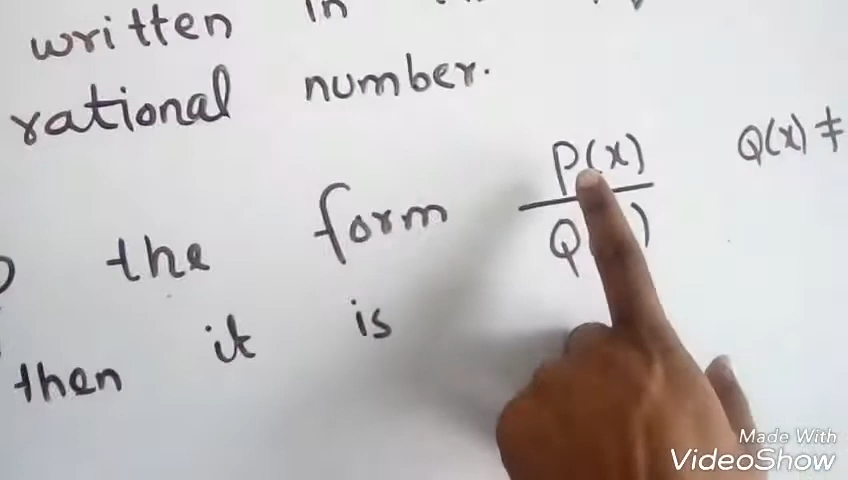 written in
rational number.
the form P(x) Q(x) ≠
Q )
then it is
Made With
VideoShow